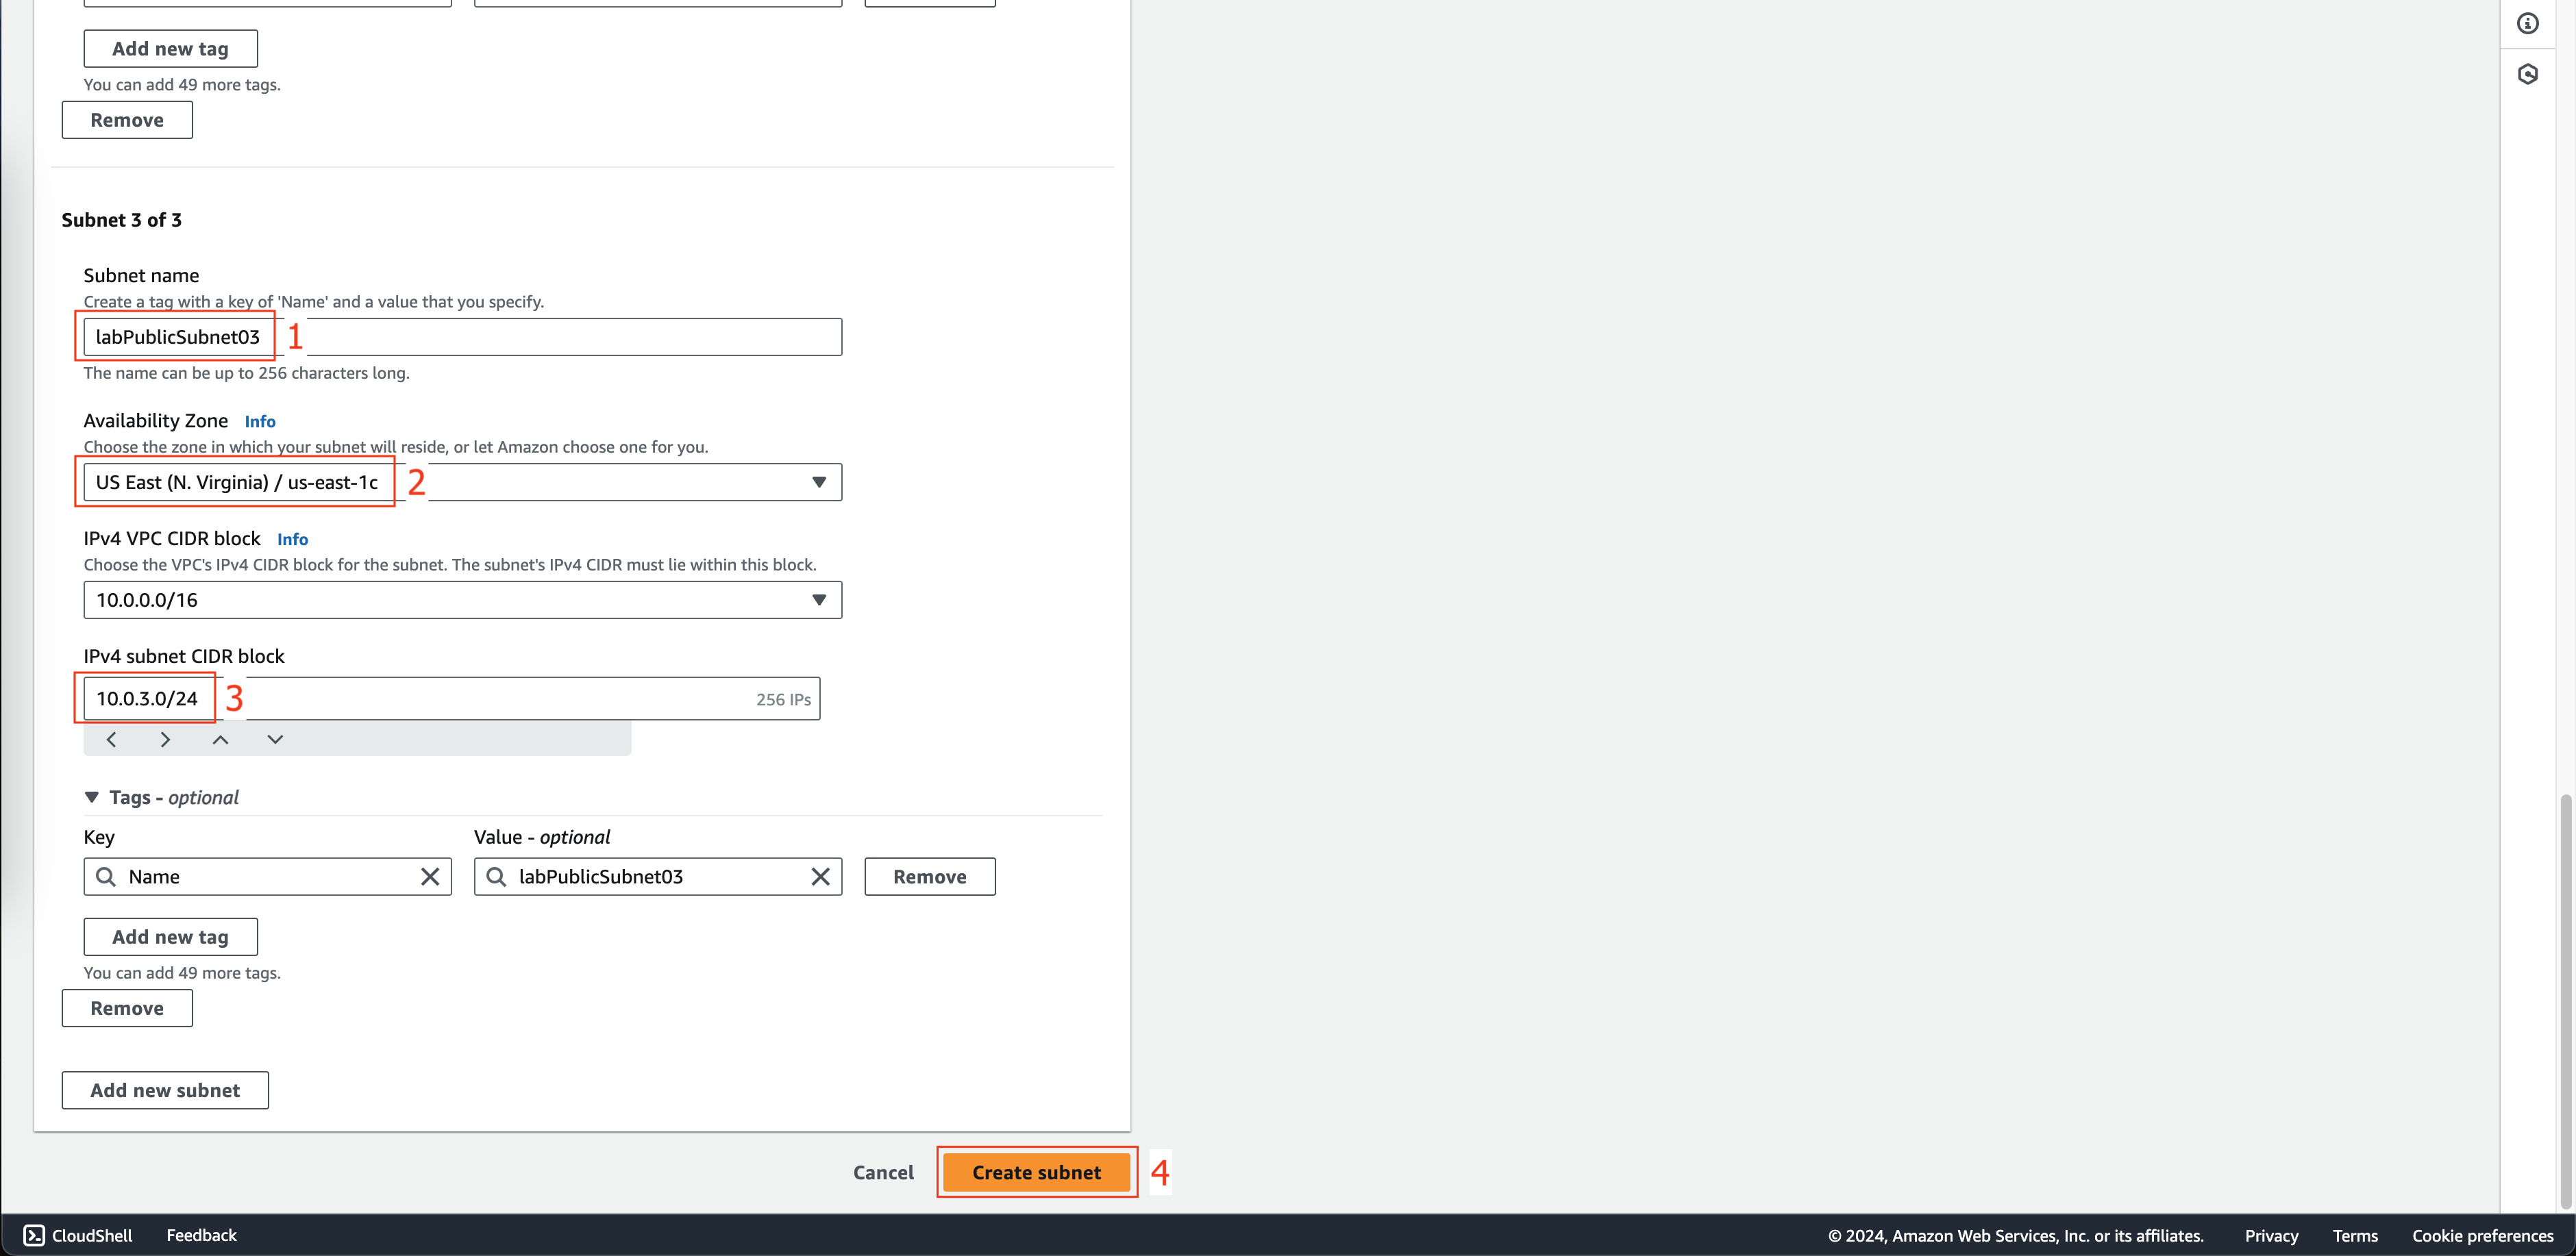 Add new tag
You can add 49 more tags.
Remove
Subnet 3 of 3
Subnet name
Create a tag with a key of 'Name' and a value that you specify.
labPublicSubnet03 1
The name can be up to 256 characters long.
Availability Zone Info
Choose the zone in which your subnet will reside, or let Amazon choose one for you.
US East (N. Virginia) / us-east-1c 2
IPv4 VPC CIDR block Info
Choose the VPC's IPv4 CIDR block for the subnet. The subnet's IPv4 CIDR must lie within this block.
10.0.0.0/16
IPv4 subnet CIDR block
10.0.3.0/24 3 256 IPs
Tags - optional
Key Value - optional
Name labPublicSubnet03 Remove
Add new tag
You can add 49 more tags.
Remove
Add new subnet
Cancel Create subnet 4
CloudShell Feedback © 2024, Amazon Web Services, Inc. or its affiliates. Privacy Terms Cookie preferences